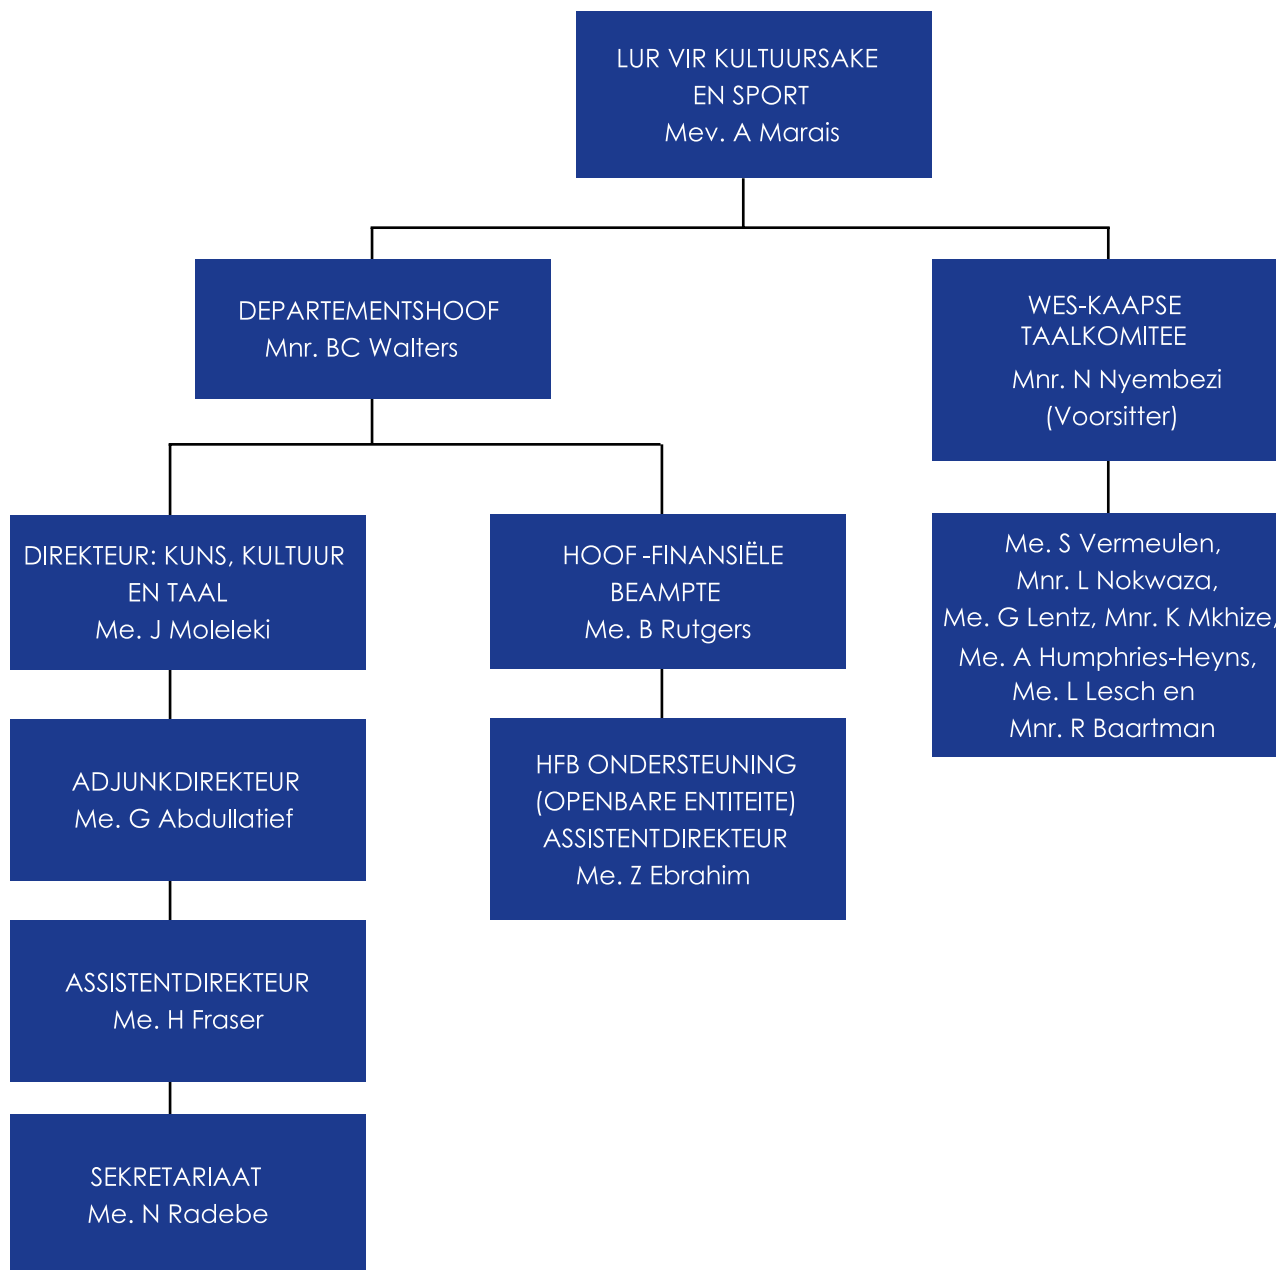 LUR VIR KULTUURSAKE
EN SPORT
Mev. A Marais
DEPARTEMENTSHOOF
Mnr. BC Walters
WES-KAAPSE
TAALKOMITEE
Mnr. N Nyembezi
(Voorsitter)
DIREKTEUR: KUNS, KULTUUR
EN TAAL
Me. J Moleleki
HOOF -FINANSIËLE
BEAMPTE
Me. B Rutgers
Me. S Vermeulen,
Mnr. L Nokwaza,
Me. G Lentz, Mnr. K Mkhize,
Me. A Humphries-Heyns,
Me. L Lesch en
Mnr. R Baartman
ADJUNKDIREKTEUR
Me. G Abdullatief
HFB ONDERSTEUNING
(OPENBARE ENTITEITE)
ASSISTENTDIREKTEUR
Me. Z Ebrahim
ASSISTENTDIREKTEUR
Me. H Fraser
SEKRETARIAAT
Me. N Radebe